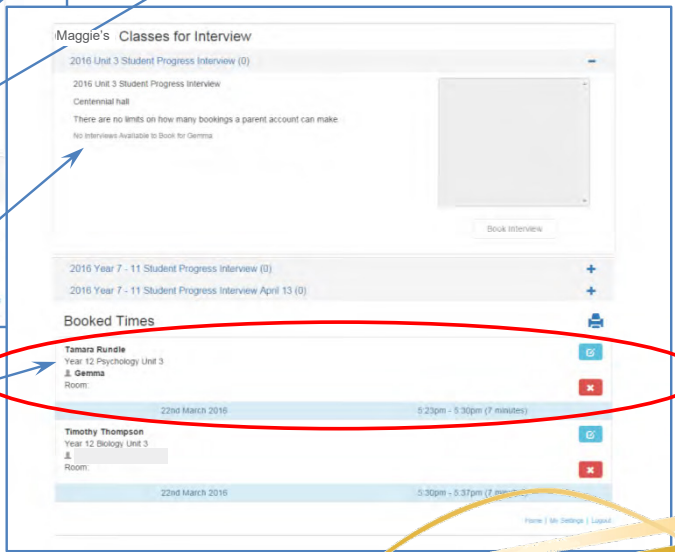 Maggie's Classes for Interview
2016 Unit 3 Student Progress Interview (0)
2016 Unit 3 Student Progress Interview
Centennial hall
There are no limits on how many bookings a parent account can make
No Interviews Available to Book for Gemma
Book Interview
2016 Year 7 - 11 Student Progress Interview (0)
2016 Year 7 - 11 Student Progress Interview April 13 (0)
Booked Times
Tamara Rundle
Year 12 Psychology Unit 3
Gemma
Room:
22nd March 2016 5:23pm - 5:30pm (7 minutes)
Timothy Thompson
Year 12 Biology Unit 3
Room:
22nd March 2016 5:30pm - 5:37pm (7 minutes)
Home | My Settings | Logout